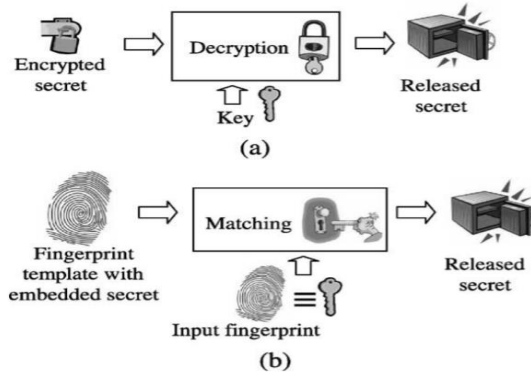 Encrypted
secret
Decryption
Key
Released
secret
(a)
Fingerprint
template with
embedded secret
Matching
Input fingerprint
Released
secret
(b)